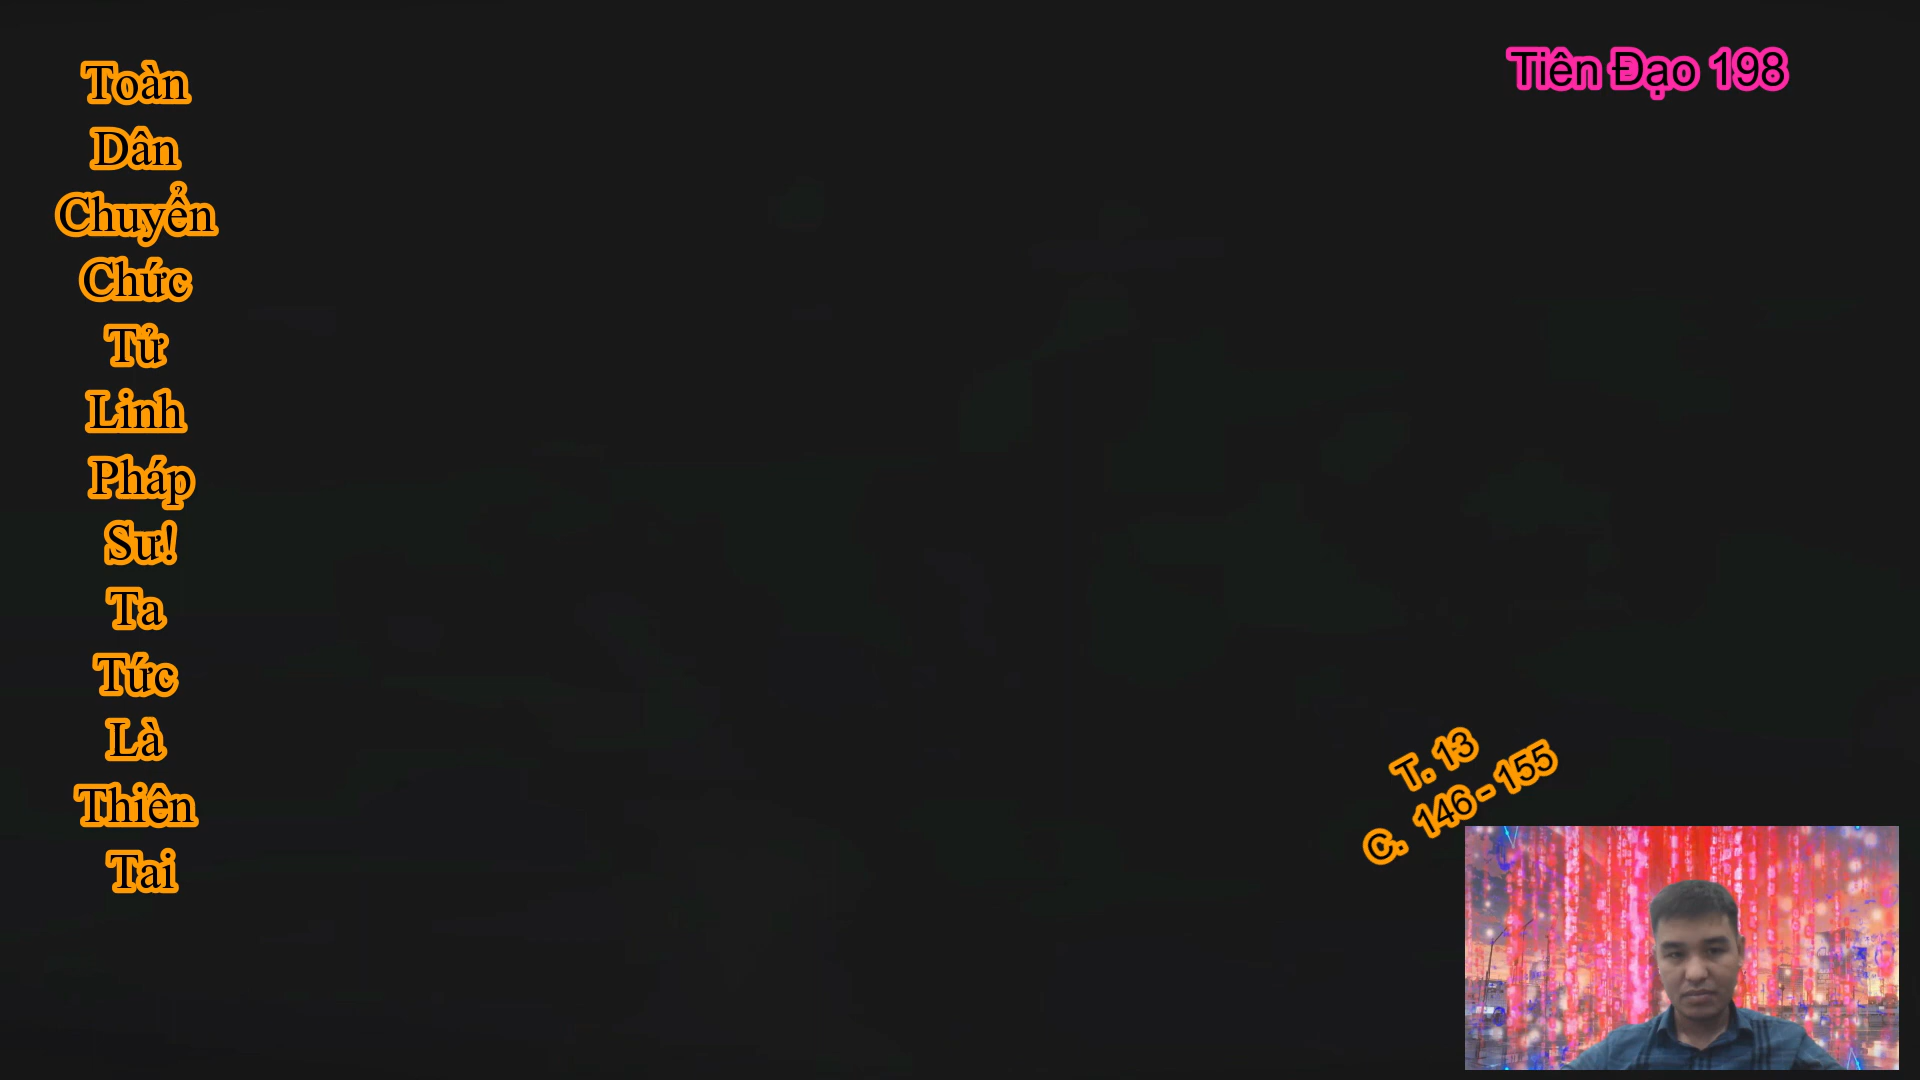 Toàn
Dân
Chuyển
Chức
Tử
Linh
Pháp
Sư!
Ta
Tức
Là
Thiên
Tai
Tiên Đạo 198
T. 13
C. 146 - 155